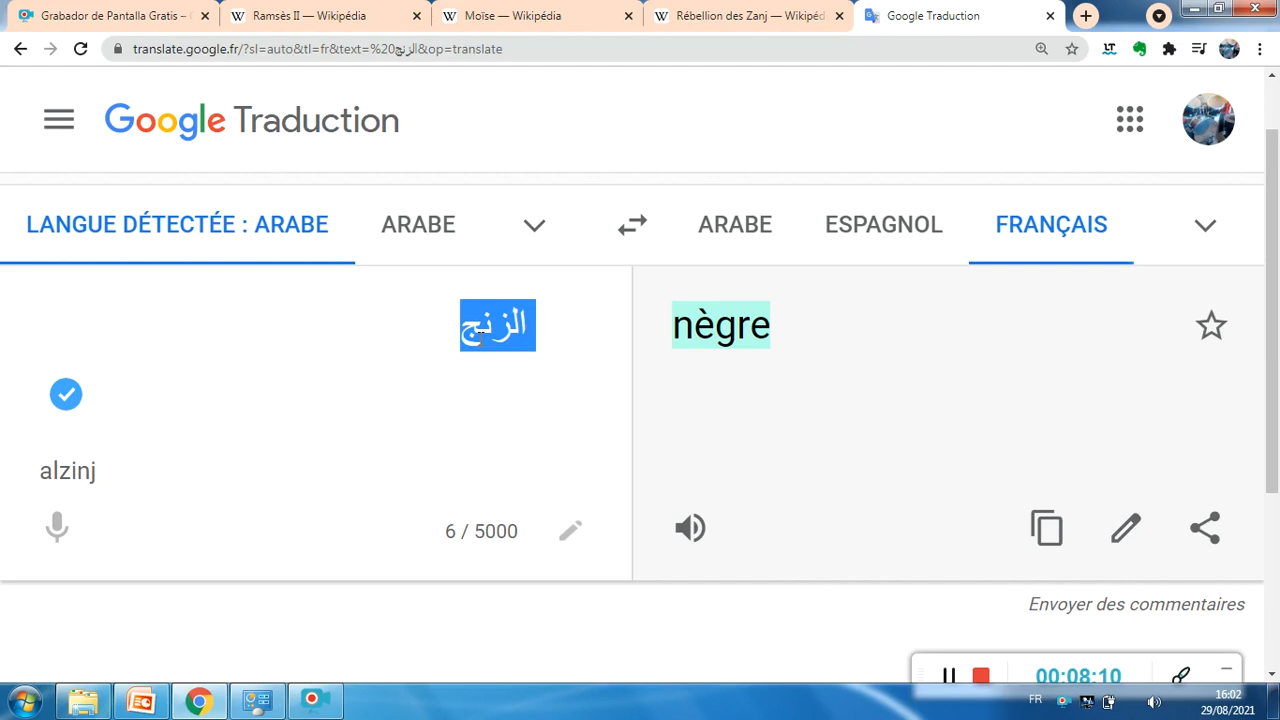 Grabador de Pantalla Gratis –
Ramsès II — Wikipédia
Moïse — Wikipédia
Rébellion des Zanj — Wikipéd
Google Traduction
translate.google.fr/?sl=auto&tl=fr&text=%20الزنج&op=translate
Google Traduction
LANGUE DÉTECTÉE : ARABE
ARABE
ARABE
ESPAGNOL
FRANÇAIS
الزنج
nègre
alzinj
6 / 5000
Envoyer des commentaires
00:08:10
FR
16:02
29/08/2021